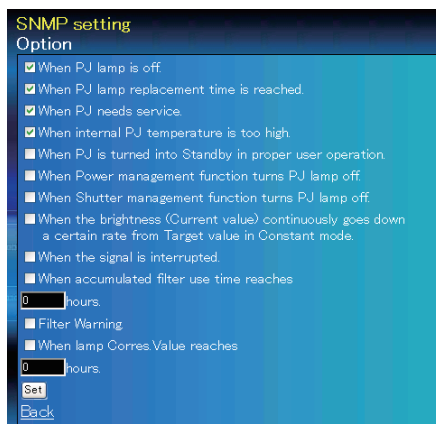 SNMP setting
Option
When PJ lamp is off.
When PJ lamp replacement time is reached.
When PJ needs service.
When internal PJ temperature is too high.
When PJ is turned into Standby in proper user operation.
When Power management function turns PJ lamp off.
When Shutter management function turns PJ lamp off.
When the brightness (Current value) continuously goes down
a certain rate from Target value in Constant mode.
When the signal is interrupted.
When accumulated filter use time reaches
0 hours.
Filter Warning.
When lamp Corres.Value reaches
0 hours.
Set
Back